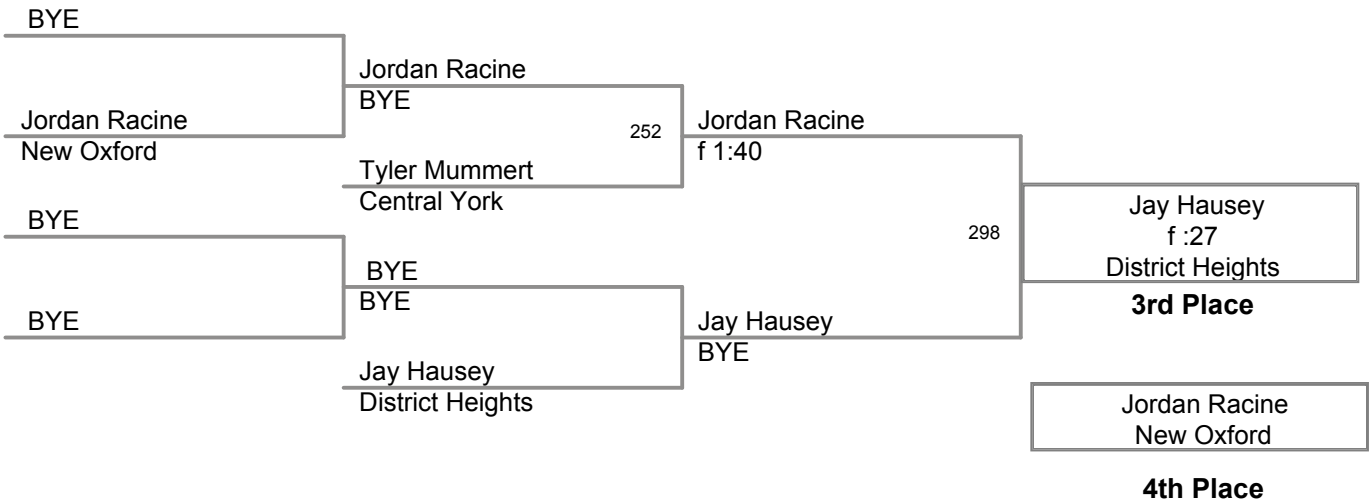 BYE
Jordan Racine
BYE
Jordan Racine
New Oxford
252
Jordan Racine
f 1:40
Tyler Mummert
Central York
BYE
298
Jay Hausey
f :27
District Heights
3rd Place
BYE
BYE
BYE
Jay Hausey
BYE
Jay Hausey
District Heights
Jordan Racine
New Oxford
4th Place